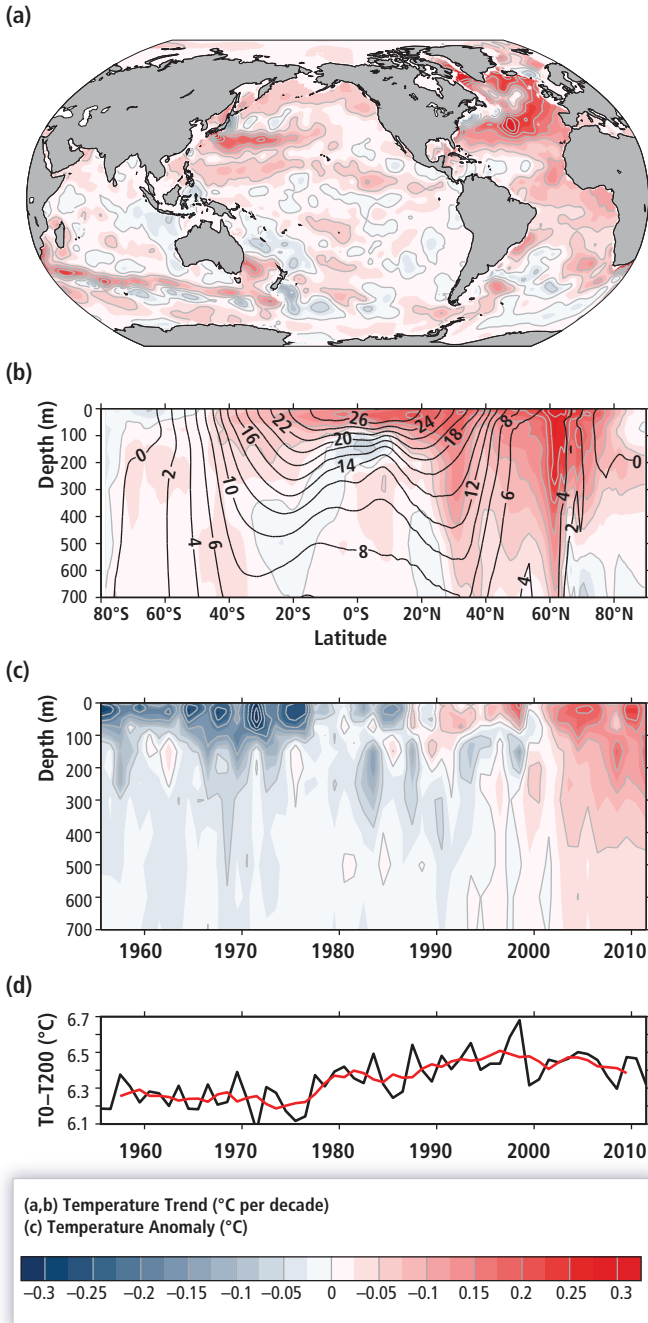 (a)
(b)
Depth (m)
0
100
200
300
400
500
600
700
0 2 4 6 10 16 22 26 20 14 8 24 18 12 8 6 4 4 2 0
80°S 60°S 40°S 20°S 0°S 20°N 40°N 60°N 80°N
Latitude
(c)
Depth (m)
0
100
200
300
400
500
600
700
1960 1970 1980 1990 2000 2010
(d)
T0–T200 (°C)
6.7
6.5
6.3
6.1
1960 1970 1980 1990 2000 2010
(a,b) Temperature Trend (°C per decade)
(c) Temperature Anomaly (°C)
–0.3 –0.25 –0.2 –0.15 –0.1 –0.05 0 –0.05 –0.1 0.15 0.2 0.25 0.3